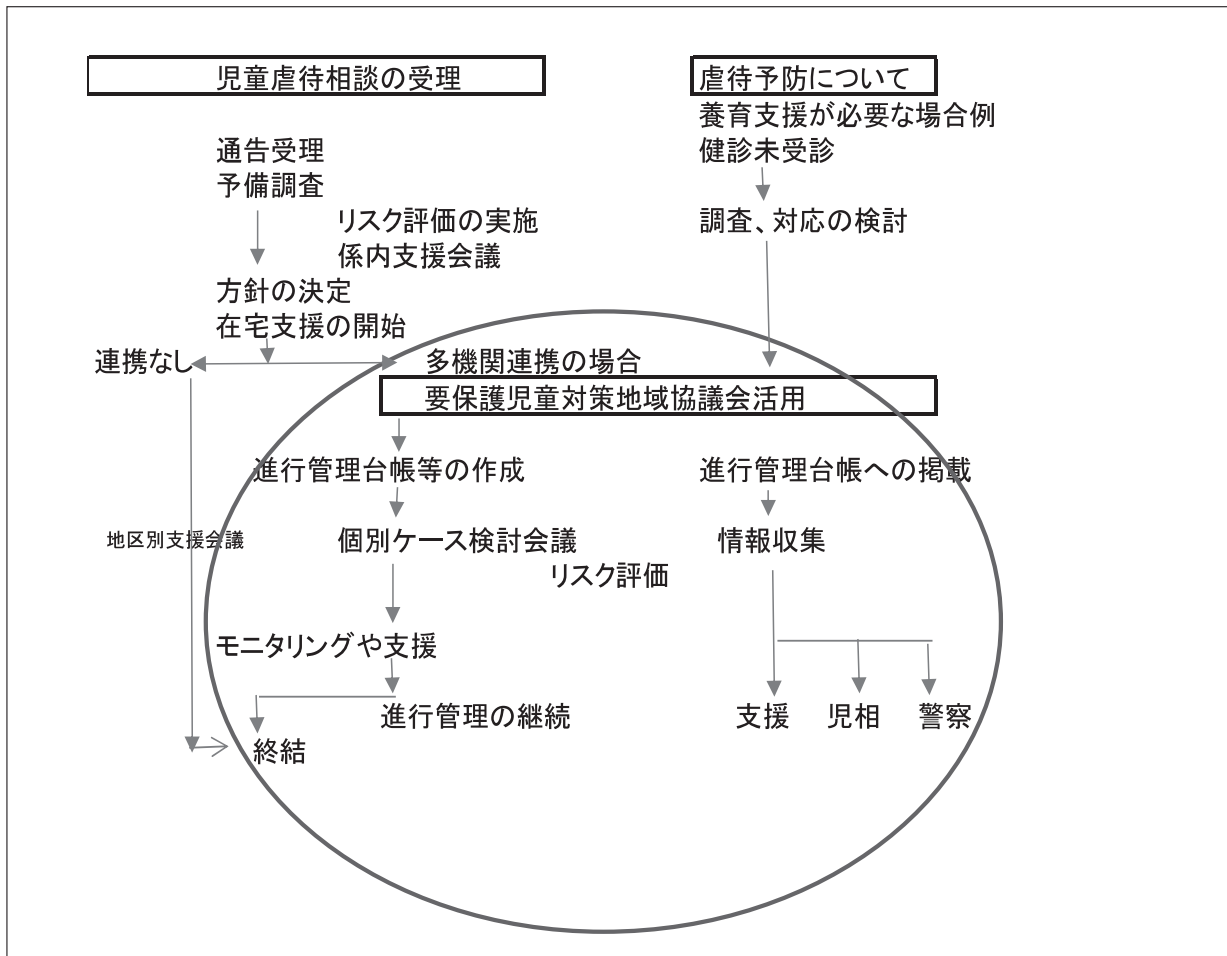 児童虐待相談の受理
虐待予防について
養育支援が必要な場合例
健診未受診
通告受理
予備調査
リスク評価の実施
係内支援会議
調査、対応の検討
方針の決定
在宅支援の開始
連携なし
多機関連携の場合
要保護児童対策地域協議会活用
進行管理台帳等の作成
進行管理台帳への掲載
地区別支援会議
個別ケース検討会議
情報収集
リスク評価
モニタリングや支援
進行管理の継続
支援
児相
警察
終結